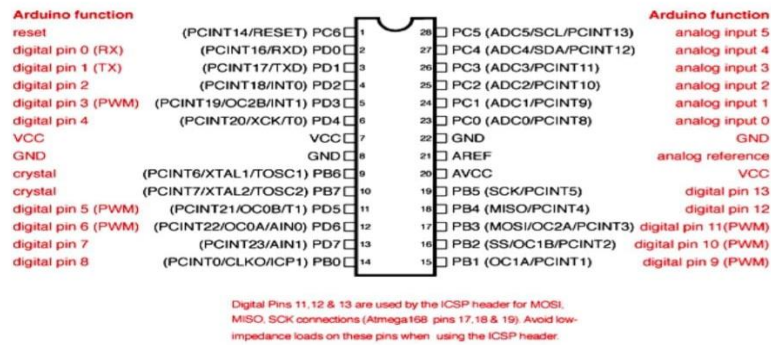 Arduino function Arduino function
reset (PCINT14/RESET) PC6 1 28 PC5 (ADC5/SCL/PCINT13) analog input 5
digital pin 0 (RX) (PCINT16/RXD) PD0 2 27 PC4 (ADC4/SDA/PCINT12) analog input 4
digital pin 1 (TX) (PCINT17/TXD) PD1 3 26 PC3 (ADC3/PCINT11) analog input 3
digital pin 2 (PCINT18/INT0) PD2 4 25 PC2 (ADC2/PCINT10) analog input 2
digital pin 3 (PWM) (PCINT19/OC2B/INT1) PD3 5 24 PC1 (ADC1/PCINT9) analog input 1
digital pin 4 (PCINT20/XCK/T0) PD4 6 23 PC0 (ADC0/PCINT8) analog input 0
VCC VCC 7 22 GND GND
GND GND 8 21 AREF analog reference
crystal (PCINT6/XTAL1/TOSC1) PB6 9 20 AVCC VCC
crystal (PCINT7/XTAL2/TOSC2) PB7 10 19 PB5 (SCK/PCINT5) digital pin 13
digital pin 5 (PWM) (PCINT21/OC0B/T1) PD5 11 18 PB4 (MISO/PCINT4) digital pin 12
digital pin 6 (PWM) (PCINT22/OC0A/AIN0) PD6 12 17 PB3 (MOSI/OC2A/PCINT3) digital pin 11(PWM)
digital pin 7 (PCINT23/AIN1) PD7 13 16 PB2 (SS/OC1B/PCINT2) digital pin 10 (PWM)
digital pin 8 (PCINT0/CLKO/ICP1) PB0 14 15 PB1 (OC1A/PCINT1) digital pin 9 (PWM)
Digital Pins 11,12 & 13 are used by the ICSP header for MOSI,
MISO, SCK connections (Atmega168 pins 17,18 & 19). Avoid low-
impedance loads on these pins when using the ICSP header.